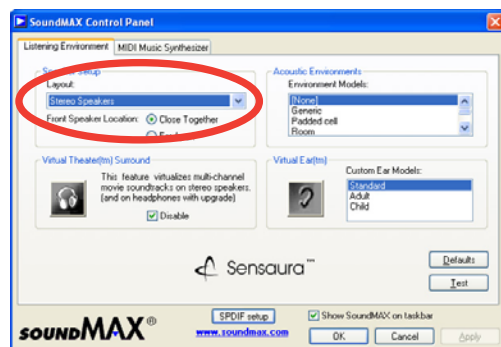 SoundMAX Control Panel
Listening Environment
MIDI Music Synthesizer
Layout:
Stereo Speakers
Front Speaker Location:
Close Together
Acoustic Environments
Environment Models:
[None]
Generic
Padded cell
Room
Virtual Theater(tm) Surround
This feature virtualizes multi-channel
movie soundtracks on stereo speakers.
(and on headphones with upgrade)
Disable
Virtual Ear(tm)
Custom Ear Models:
Standard
Adult
Child
Sensaura™
Defaults
Test
SOUNDMAX®
SPDIF setup
www.soundmax.com
Show SoundMAX on taskbar
OK
Cancel
Apply